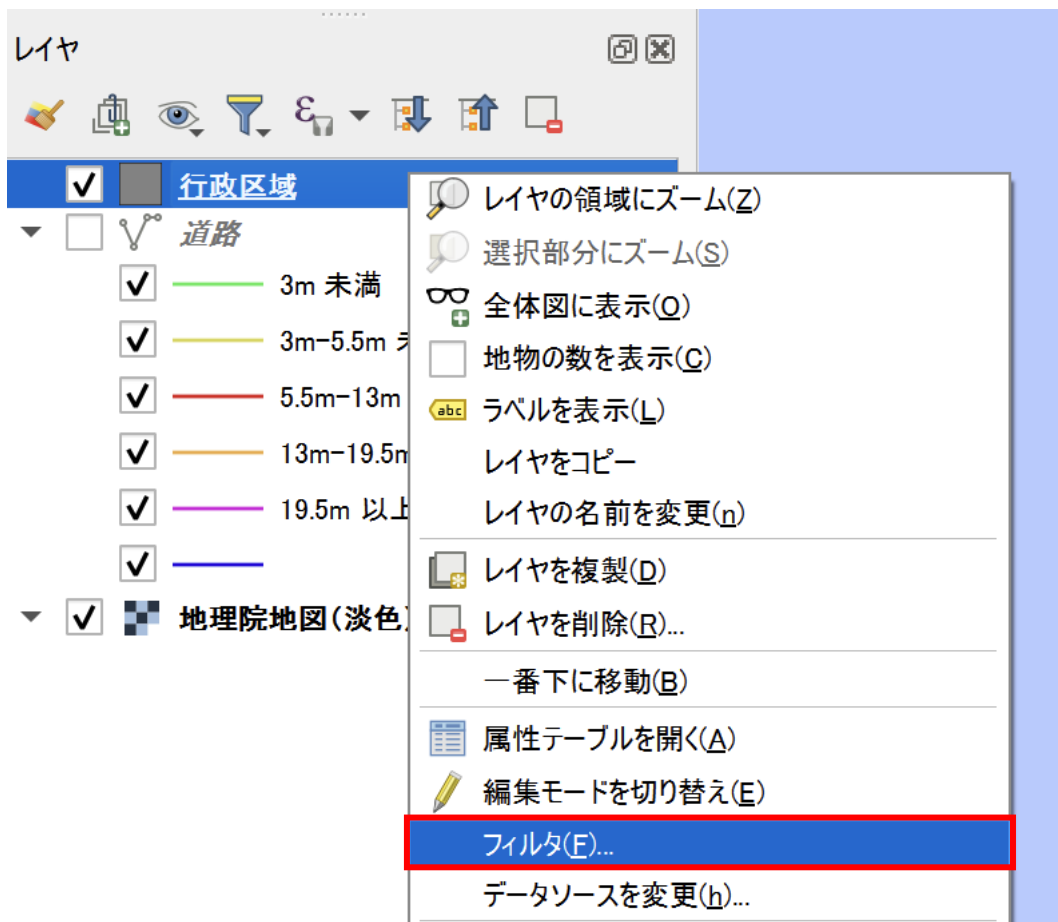 レイヤ
行政区域
道路
3m 未満
3m-5.5m
5.5m-13m
13m-19.5m
19.5m 以上
地理院地図(淡色)
レイヤの領域にズーム(Z)
選択部分にズーム(S)
全体図に表示(O)
地物の数を表示(C)
abc ラベルを表示(L)
レイヤをコピー
レイヤの名前を変更(n)
レイヤを複製(D)
レイヤを削除(R)...
一番下に移動(B)
属性テーブルを開く(A)
編集モードを切り替え(E)
フィルタ(F)...
データソースを変更(h)...